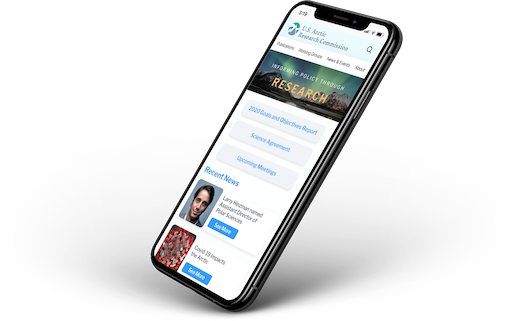 3:19
U.S. Arctic
Research Commission
Publications Working Groups News & Events About
INFORMING POLICY THROUGH
RESEARCH
2020 Goals and Objectives Report
Science Agreement
Upcoming Meetings
Recent News
Larry Hinzman named
Assistant Director of
Polar Sciences
See More
Covid-19 Impacts
the Arctic
See More